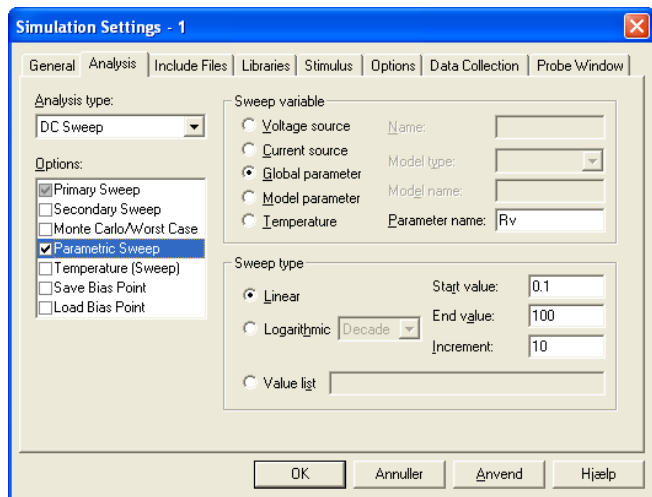 Simulation Settings - 1
General Analysis Include Files Libraries Stimulus Options Data Collection Probe Window
Analysis type:
DC Sweep
Options:
Primary Sweep
Secondary Sweep
Monte Carlo/Worst Case
Parametric Sweep
Temperature (Sweep)
Save Bias Point
Load Bias Point
Sweep variable
Voltage source Name:
Current source
Model type:
Global parameter
Model name:
Model parameter
Temperature Parameter name: Rv
Sweep type
Linear
Start value: 0.1
Logarithmic Decade
End value: 100
Increment: 10
Value list
OK Annuller Anvend Hjælp